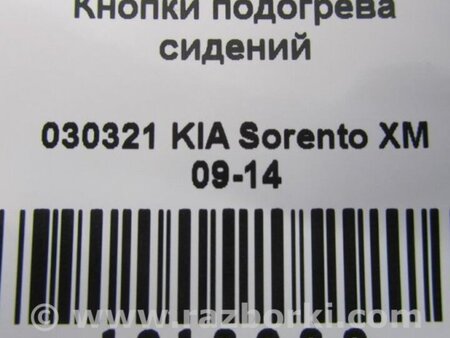 Кнопки подогрева
сидений
030321 KIA Sorento XM
09-14
© www.razborki.com